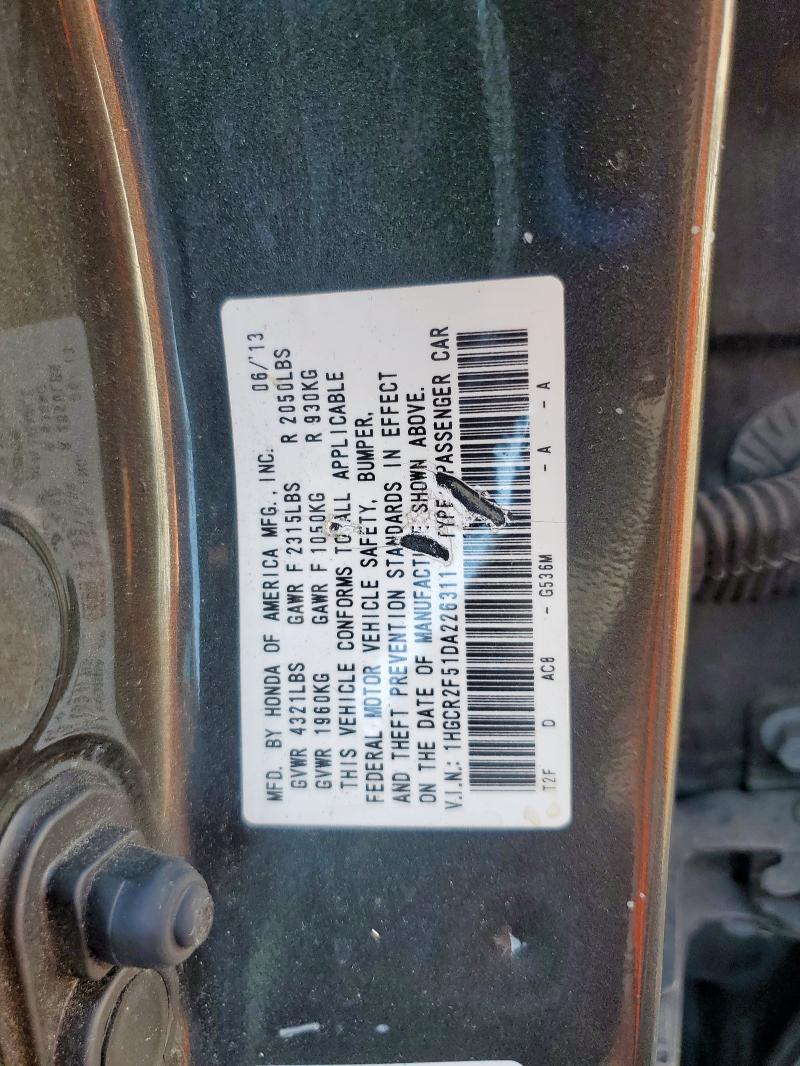 MFD. BY HONDA OF AMERICA MFG., INC. 06/'13
GVWR 4321LBS GAWR F 2315LBS R 2050LBS
GVWR 1960KG GAWR F 1050KG R 930KG
THIS VEHICLE CONFORMS TO ALL APPLICABLE
FEDERAL MOTOR VEHICLE SAFETY, BUMPER,
AND THEFT PREVENTION STANDARDS IN EFFECT
ON THE DATE OF MANUFACT SHOWN ABOVE.
V.I.N.: 1HGCR2F51DA226311 TYPE PASSENGER CAR
T2F D AC8 - G536M - A - A